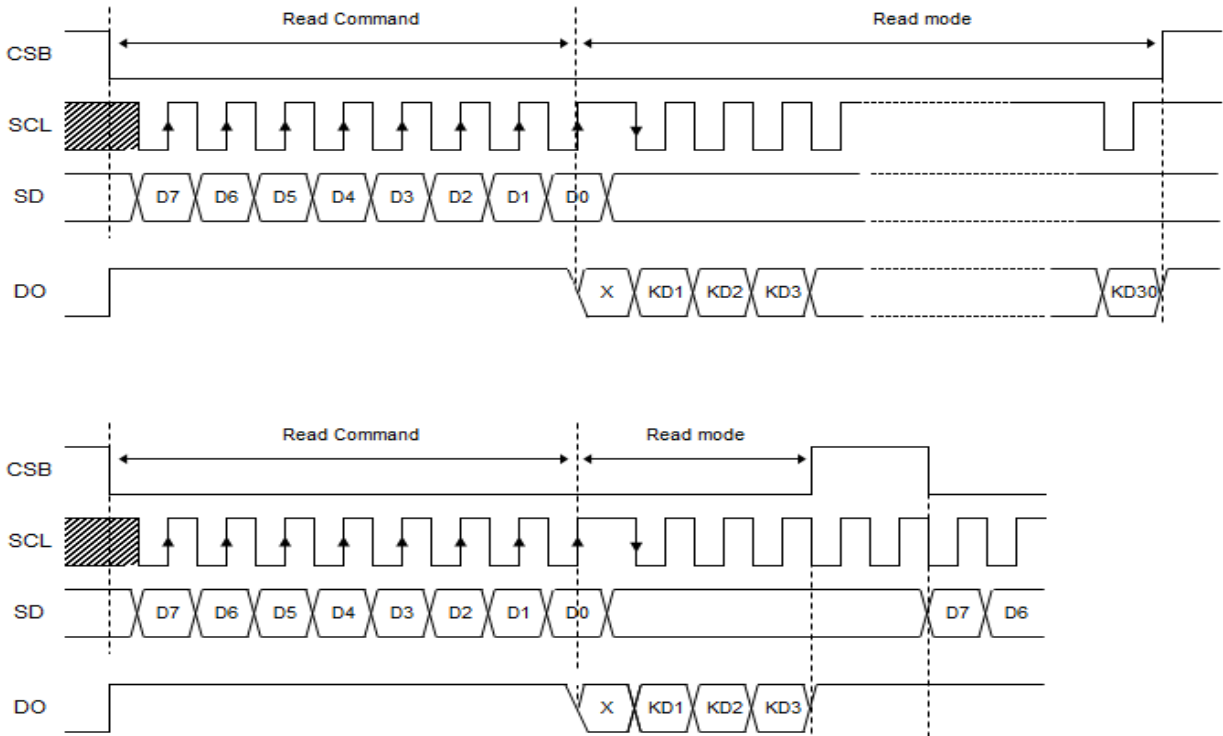 Read Command Read mode
CSB
SCL
SD D7 D6 D5 D4 D3 D2 D1 D0
DO X KD1 KD2 KD3 KD30
Read Command Read mode
CSB
SCL
SD D7 D6 D5 D4 D3 D2 D1 D0 D7 D6
DO X KD1 KD2 KD3